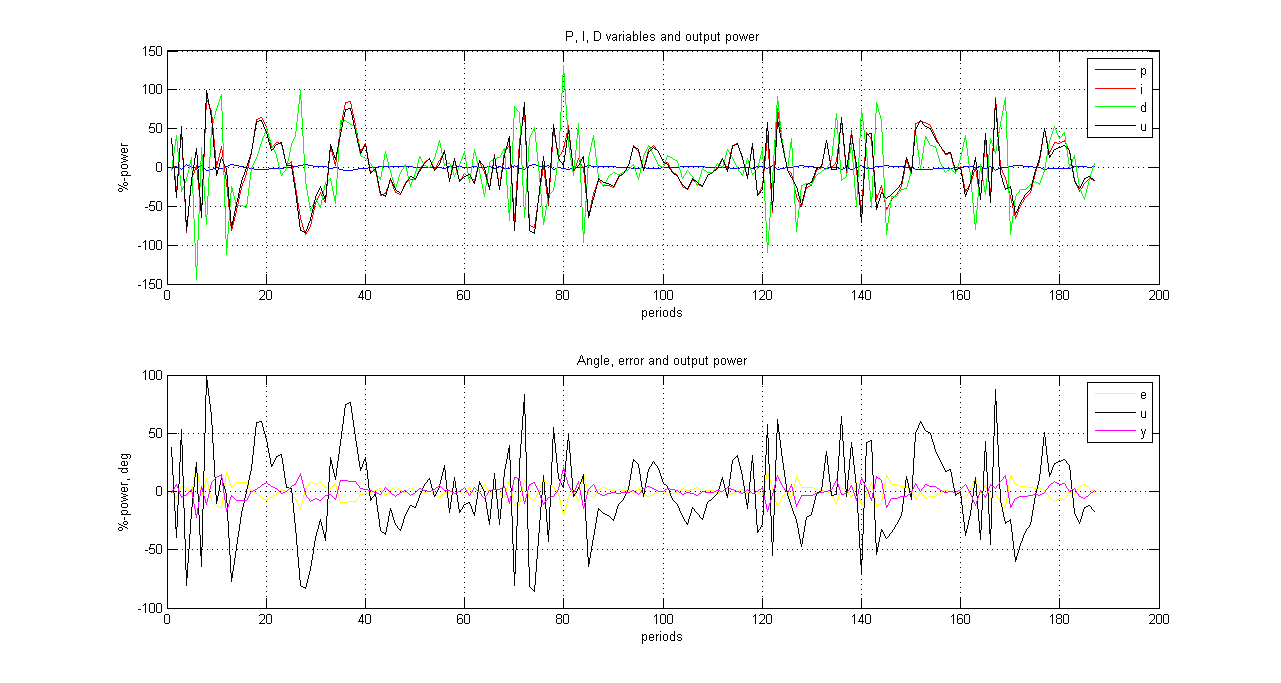 P, I, D variables and output power
150
100
50
0
-50
-100
-150
%-power
p
i
d
u
0 20 40 60 80 100 120 140 160 180 200
periods
Angle, error and output power
100
50
0
-50
-100
%-power, deg
e
u
y
0 20 40 60 80 100 120 140 160 180 200
periods